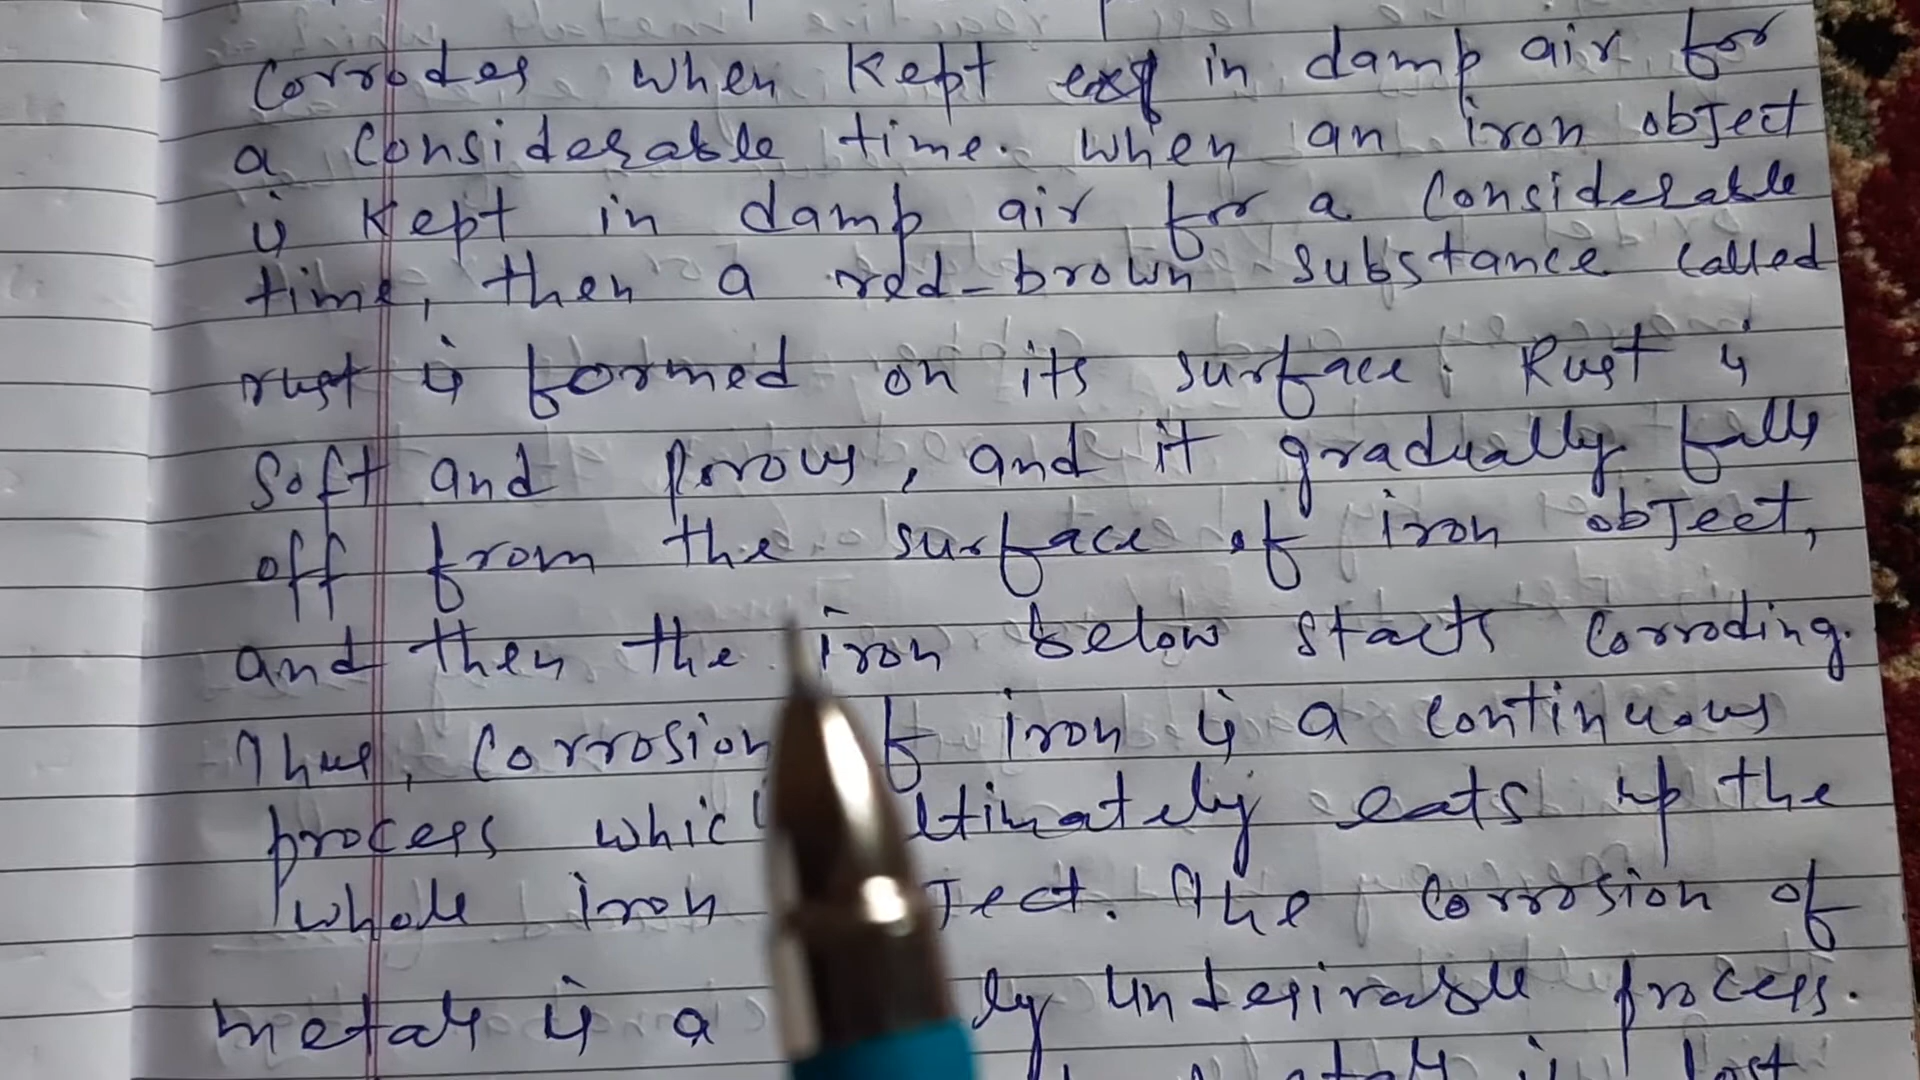 Corrodes when kept in damp air for
a considerable time. when an iron object
is kept in damp air for a considerable
time, then a red-brown substance called
rust is formed on its surface. Rust is
soft and porous, and it gradually falls
off from the surface of iron object,
and then the iron below starts corroding.
Thus, corrosion of iron is a continuous
process which ultimately eats up the
whole iron ject. The corrosion of
metals is a ly undesirable process.
lost